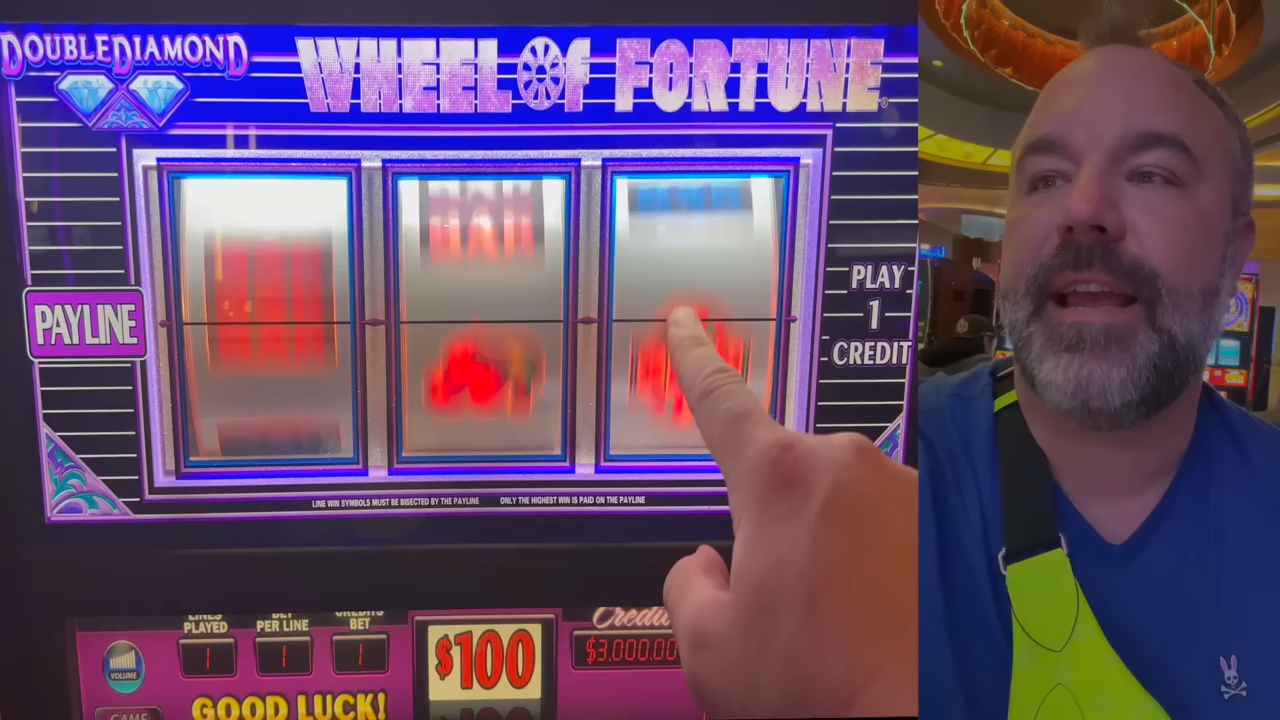 DOUBLE DIAMOND
WHEEL OF FORTUNE®
PAYLINE
PLAY
1
CREDIT
LINE WIN SYMBOLS MUST BE BISECTED BY THE PAYLINE
ONLY THE HIGHEST WIN IS PAID ON THE PAYLINE
LINES
PLAYED
BET
PER LINE
CREDITS
BET
1
1
1
VOLUME
GAME
GOOD LUCK!
$100
$3,000.00